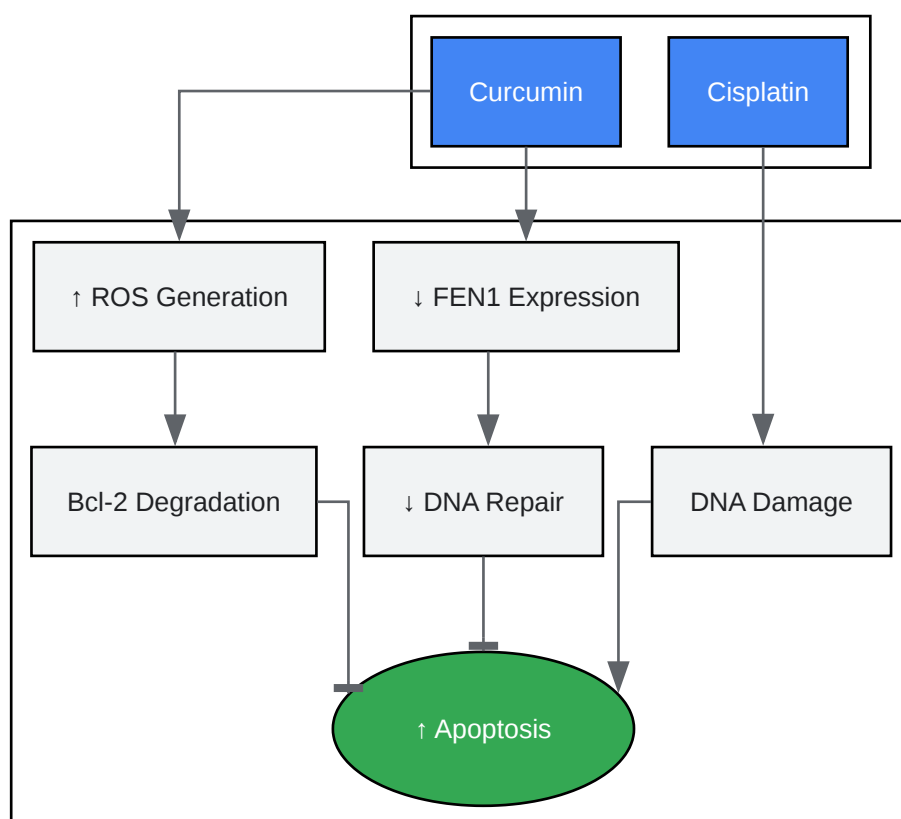 Curcumin
Cisplatin
↑ ROS Generation
↓ FEN1 Expression
Bcl-2 Degradation
↓ DNA Repair
DNA Damage
↑ Apoptosis